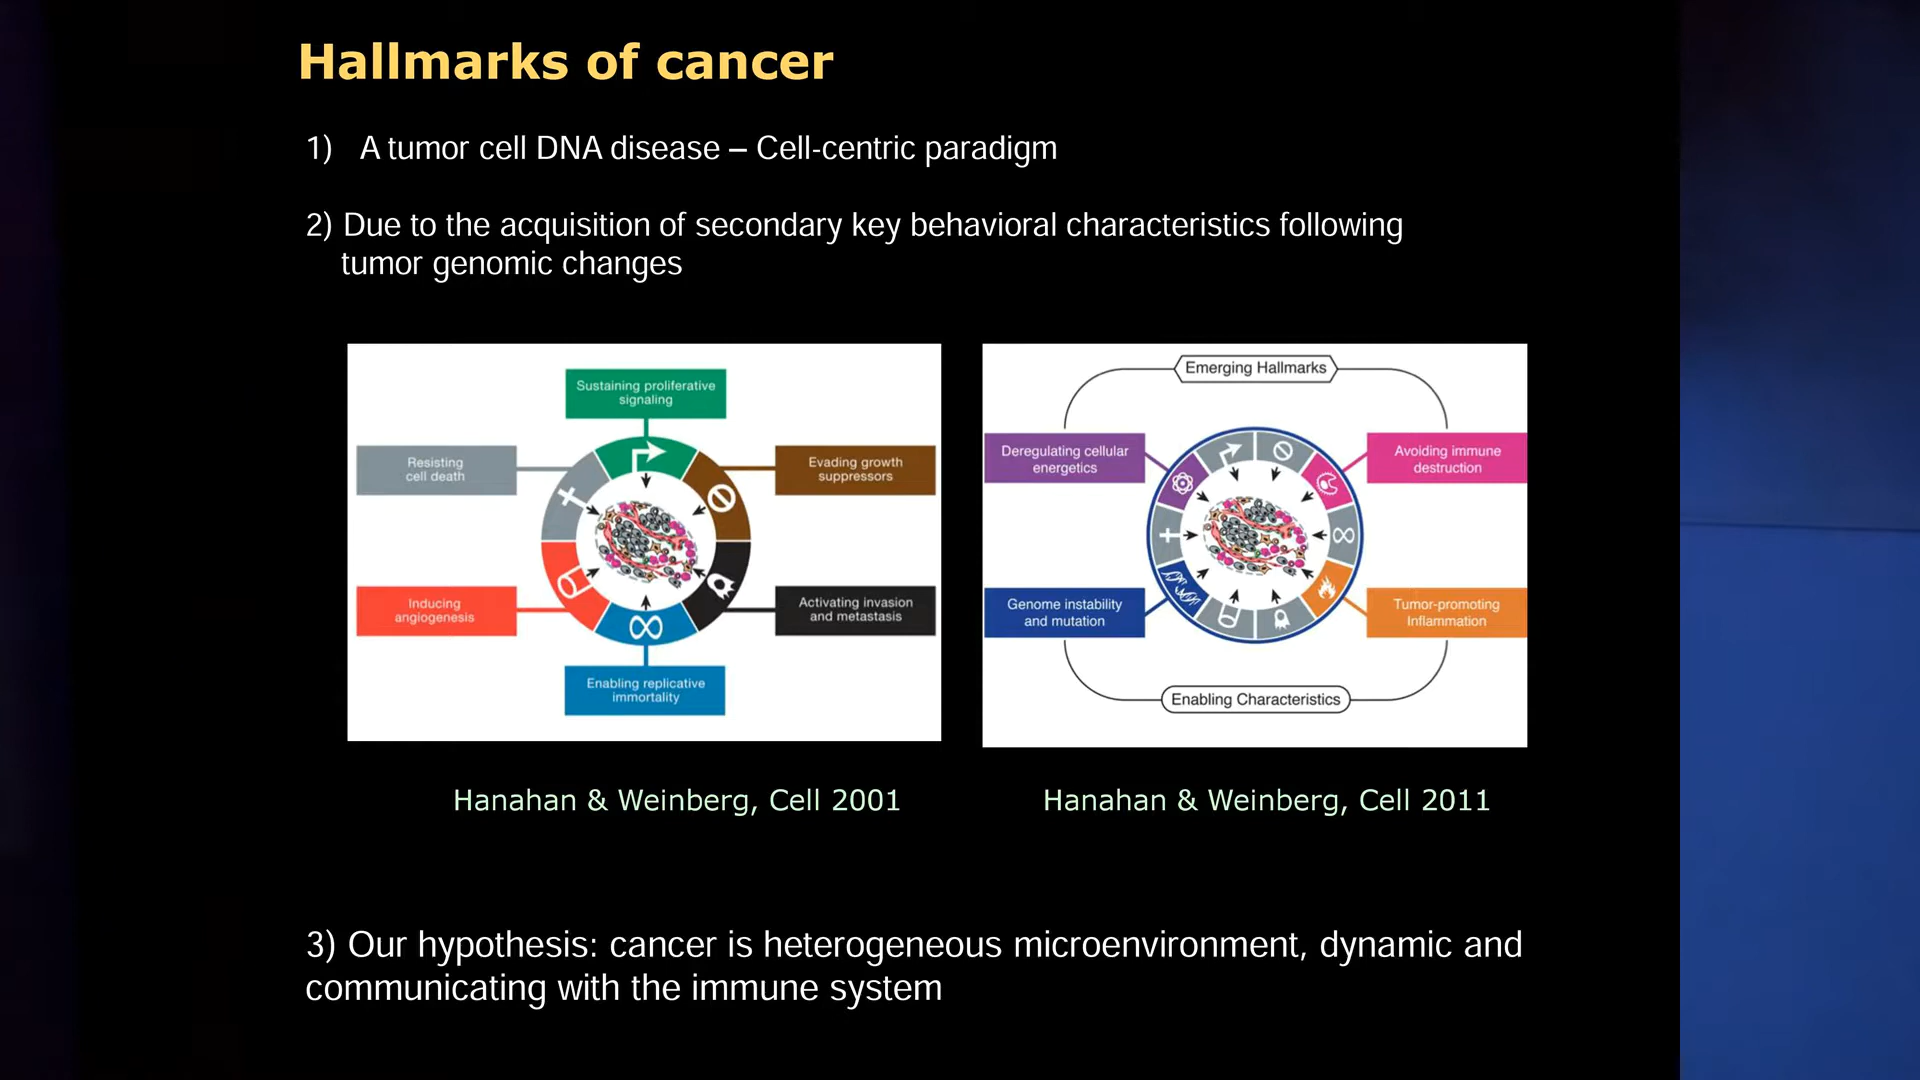 Hallmarks of cancer
1) A tumor cell DNA disease – Cell-centric paradigm
2) Due to the acquisition of secondary key behavioral characteristics following
tumor genomic changes
Sustaining proliferative
signaling
Resisting
cell death
Evading growth
suppressors
Inducing
angiogenesis
Activating invasion
and metastasis
Enabling replicative
immortality
Emerging Hallmarks
Deregulating cellular
energetics
Avoiding immune
destruction
Genome instability
and mutation
Tumor-promoting
Inflammation
Enabling Characteristics
Hanahan & Weinberg, Cell 2001
Hanahan & Weinberg, Cell 2011
3) Our hypothesis: cancer is heterogeneous microenvironment, dynamic and
communicating with the immune system